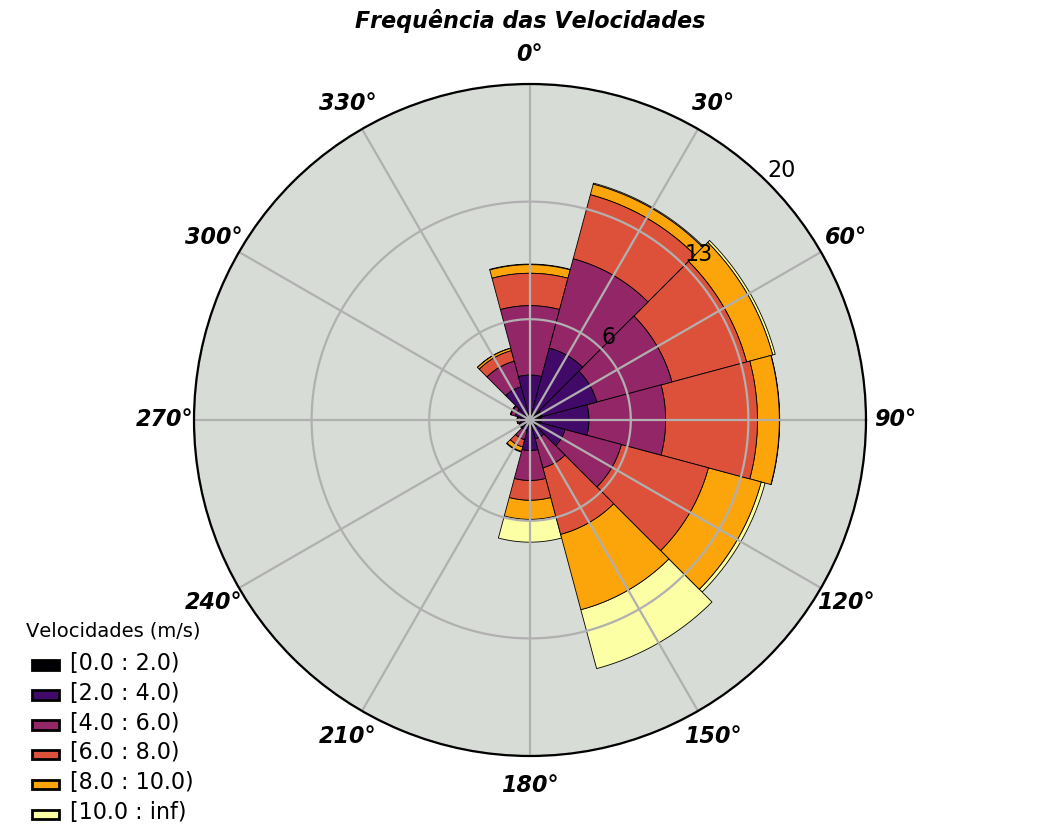 Frequência das Velocidades
0°
330°
30°
20
300°
60°
13
6
270°
90°
240°
120°
210°
150°
180°
Velocidades (m/s)
[0.0 : 2.0)
[2.0 : 4.0)
[4.0 : 6.0)
[6.0 : 8.0)
[8.0 : 10.0)
[10.0 : inf)